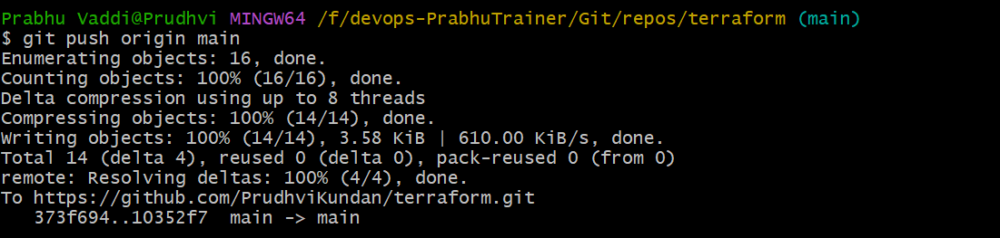 Prabhu Vaddi@Prudhvi MINGW64 /f/devops-PrabhuTrainer/Git/repos/terraform (main)
$ git push origin main
Enumerating objects: 16, done.
Counting objects: 100% (16/16), done.
Delta compression using up to 8 threads
Compressing objects: 100% (14/14), done.
Writing objects: 100% (14/14), 3.58 KiB | 610.00 KiB/s, done.
Total 14 (delta 4), reused 0 (delta 0), pack-reused 0 (from 0)
remote: Resolving deltas: 100% (4/4), done.
To https://github.com/PrudhviKundan/terraform.git
   373f694..10352f7  main -> main